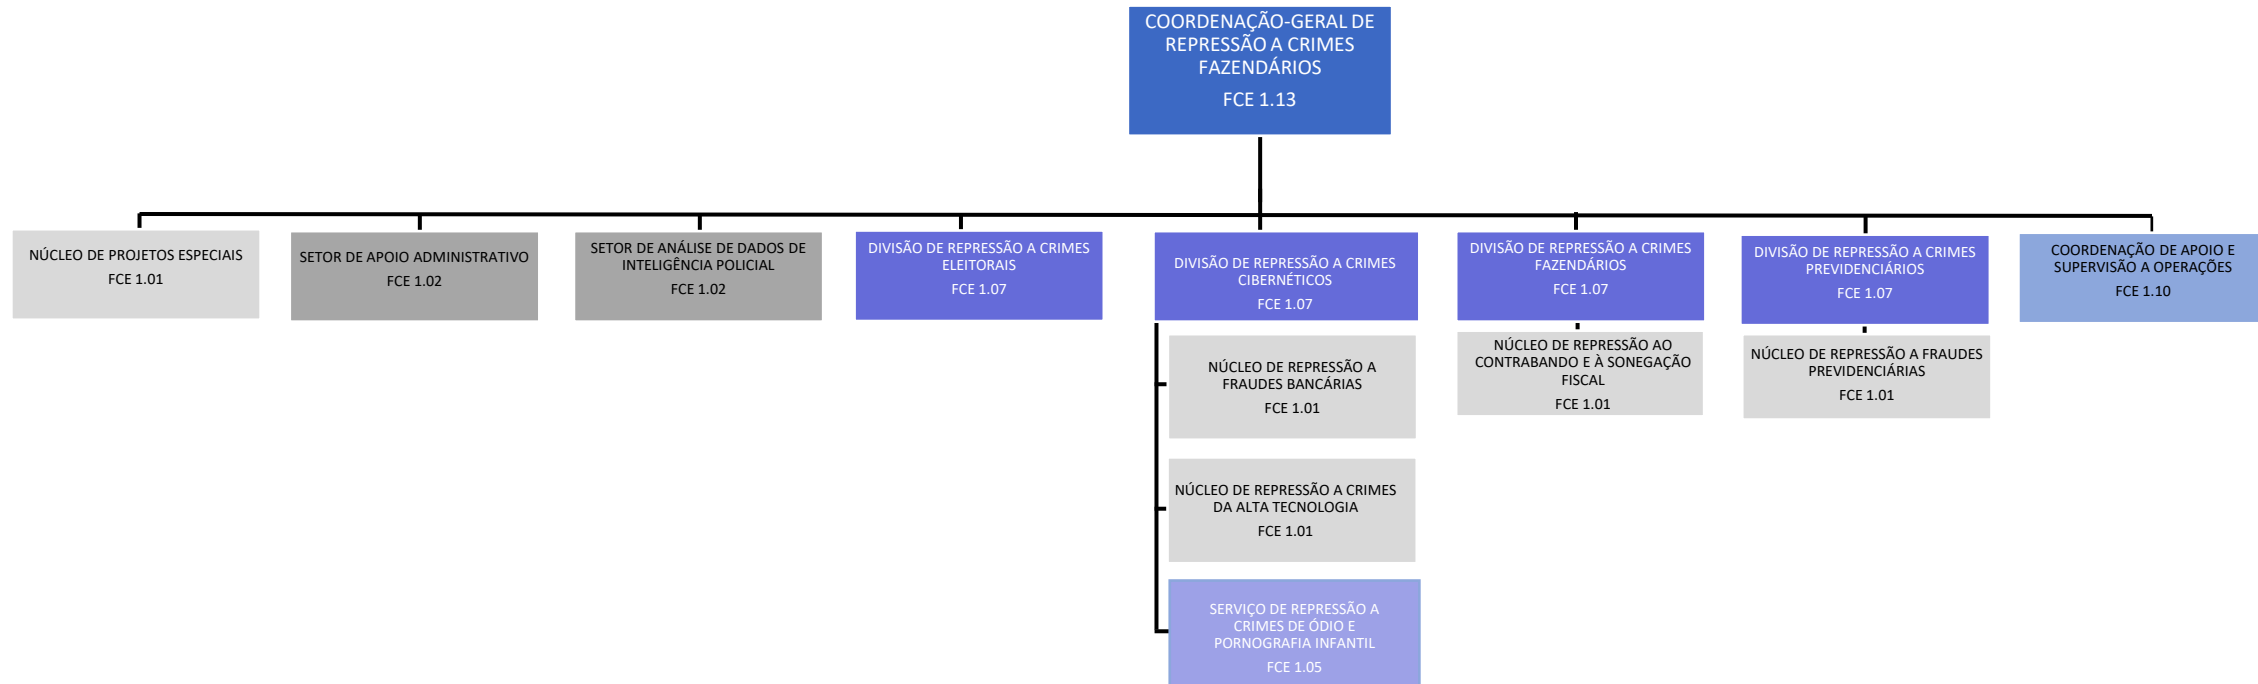 COORDENAÇÃO-GERAL DE
REPRESSÃO A CRIMES
FAZENDÁRIOS
FCE 1.13
NÚCLEO DE PROJETOS ESPECIAIS
FCE 1.01
SETOR DE APOIO ADMINISTRATIVO
FCE 1.02
SETOR DE ANÁLISE DE DADOS DE
INTELIGÊNCIA POLICIAL
FCE 1.02
DIVISÃO DE REPRESSÃO A CRIMES
ELEITORAIS
FCE 1.07
DIVISÃO DE REPRESSÃO A CRIMES
CIBERNÉTICOS
FCE 1.07
DIVISÃO DE REPRESSÃO A CRIMES
FAZENDÁRIOS
FCE 1.07
DIVISÃO DE REPRESSÃO A CRIMES
PREVIDENCIÁRIOS
FCE 1.07
COORDENAÇÃO DE APOIO E
SUPERVISÃO A OPERAÇÕES
FCE 1.10
NÚCLEO DE REPRESSÃO A
FRAUDES BANCÁRIAS
FCE 1.01
NÚCLEO DE REPRESSÃO A CRIMES
DA ALTA TECNOLOGIA
FCE 1.01
SERVIÇO DE REPRESSÃO A
CRIMES DE ÓDIO E
PORNOGRAFIA INFANTIL
FCE 1.05
NÚCLEO DE REPRESSÃO AO
CONTRABANDO E À SONEGAÇÃO
FISCAL
FCE 1.01
NÚCLEO DE REPRESSÃO A FRAUDES
PREVIDENCIÁRIAS
FCE 1.01